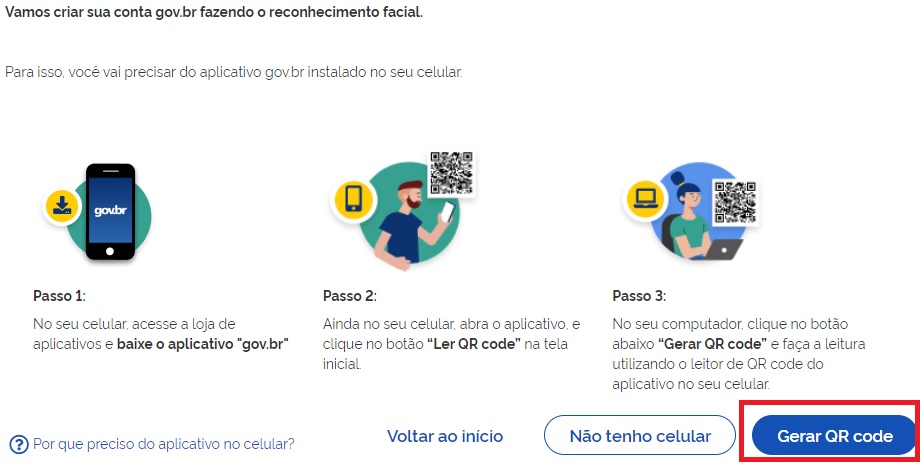 Vamos criar sua conta gov.br fazendo o reconhecimento facial.
Para isso, você vai precisar do aplicativo gov.br instalado no seu celular.
gov.br
Passo 1:
No seu celular, acesse a loja de
aplicativos e baixe o aplicativo "gov.br"
Passo 2:
Ainda no seu celular, abra o aplicativo, e
clique no botão “Ler QR code” na tela
inicial.
Passo 3:
No seu computador, clique no botão
abaixo “Gerar QR code” e faça a leitura
utilizando o leitor de QR code do
aplicativo no seu celular.
Por que preciso do aplicativo no celular?
Voltar ao início
Não tenho celular
Gerar QR code